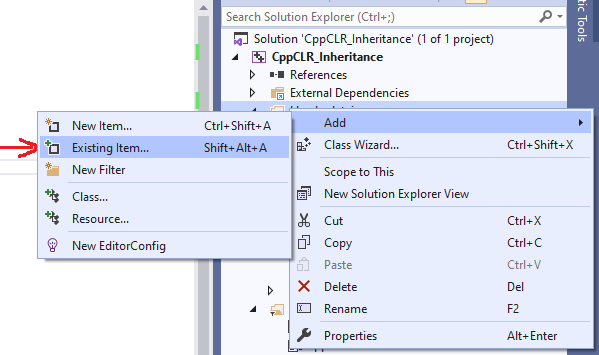 Search Solution Explorer (Ctrl+;)
Solution 'CppCLR_Inheritance' (1 of 1 project)
CppCLR_Inheritance
References
External Dependencies
New Item... Ctrl+Shift+A
Existing Item... Shift+Alt+A
New Filter
Class...
Resource...
New EditorConfig
Add
Class Wizard... Ctrl+Shift+X
Scope to This
New Solution Explorer View
Cut Ctrl+X
Copy Ctrl+C
Paste Ctrl+V
Delete Del
Rename F2
Properties Alt+Enter
Tools